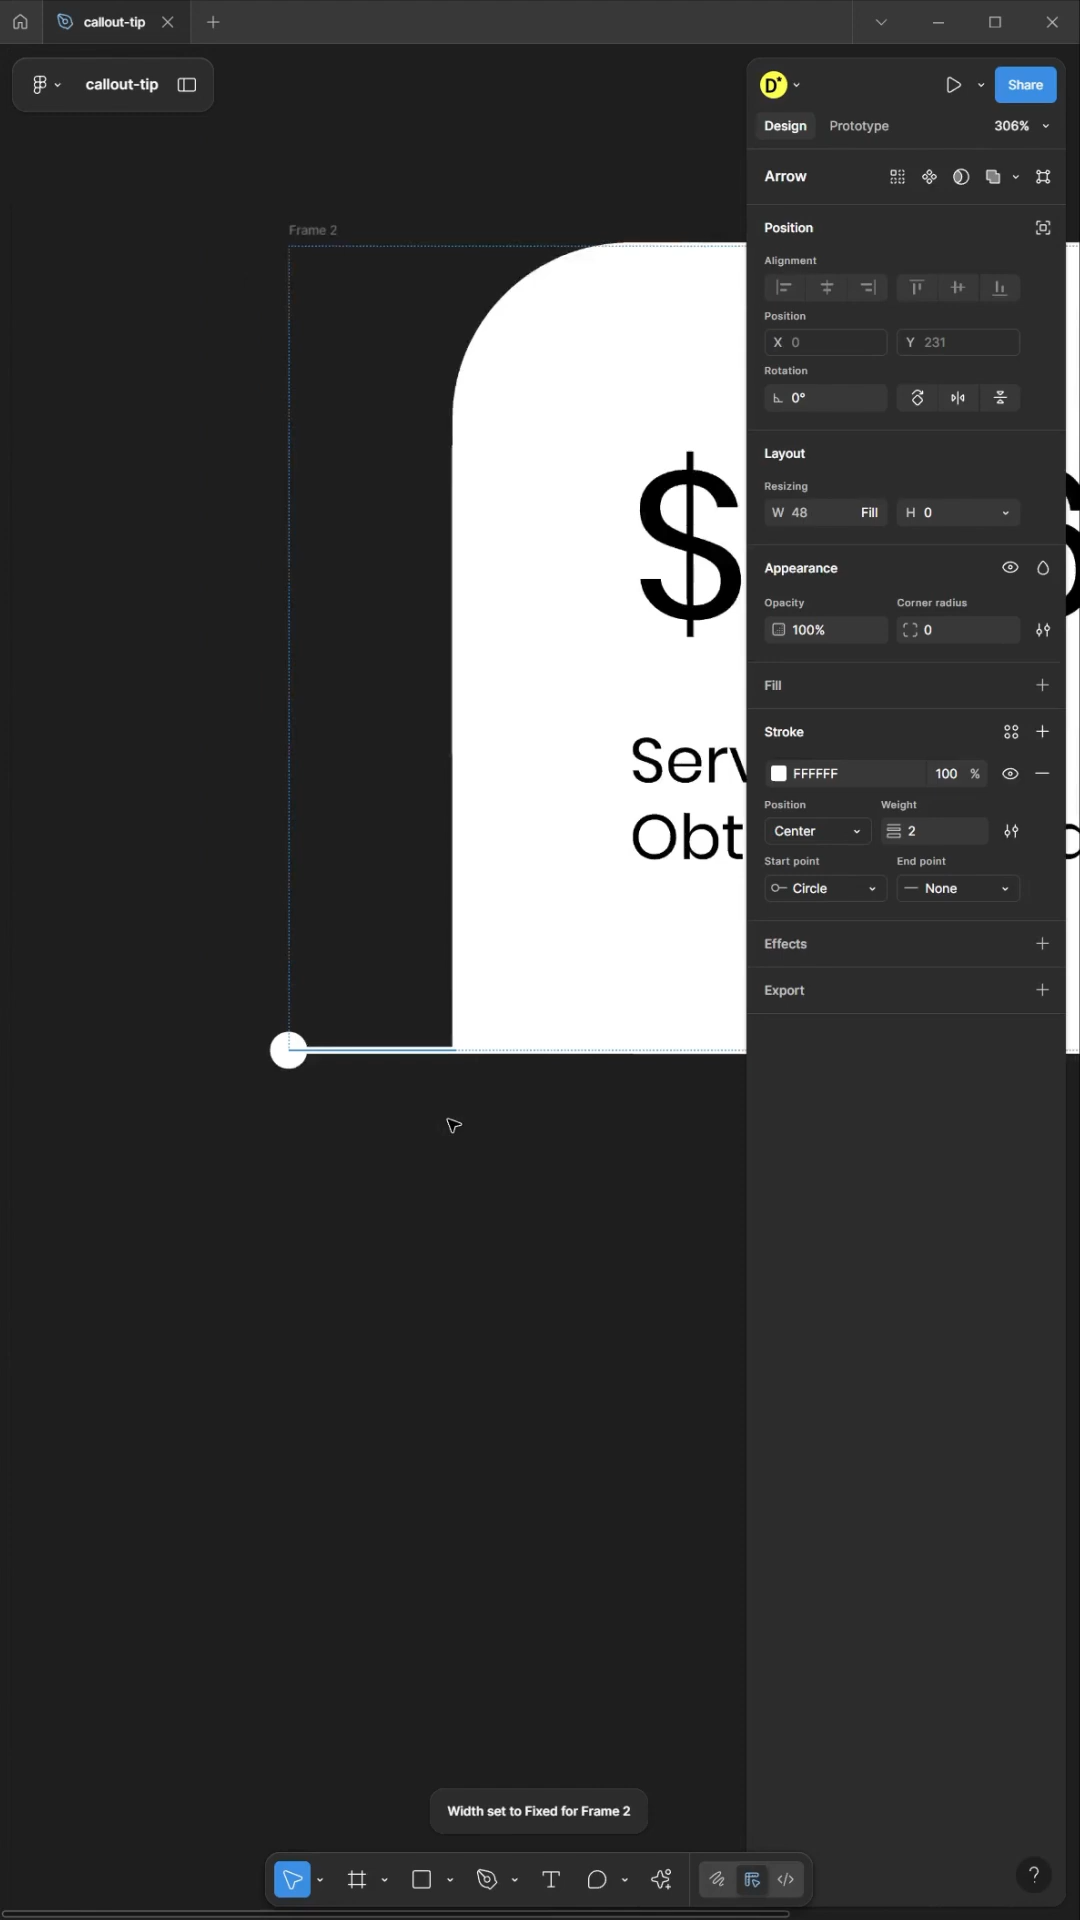 callout-tip
callout-tip
D*
Share
Design
Prototype
306%
Arrow
Position
Alignment
Position
X 0
Y 231
Rotation
0°
Layout
Resizing
W 48 Fill
H 0
Appearance
Opacity
Corner radius
100%
0
Fill
Stroke
FFFFFF
100 %
Position
Weight
Center
2
Start point
End point
Circle
None
Effects
Export
Frame 2
$
Serv
Obt
Width set to Fixed for Frame 2
T
?